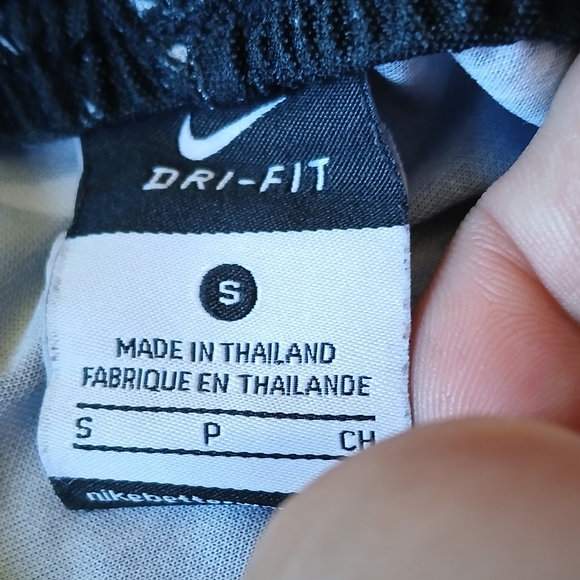 DRI-FIT
S
MADE IN THAILAND
FABRIQUE EN THAILANDE
S P CH